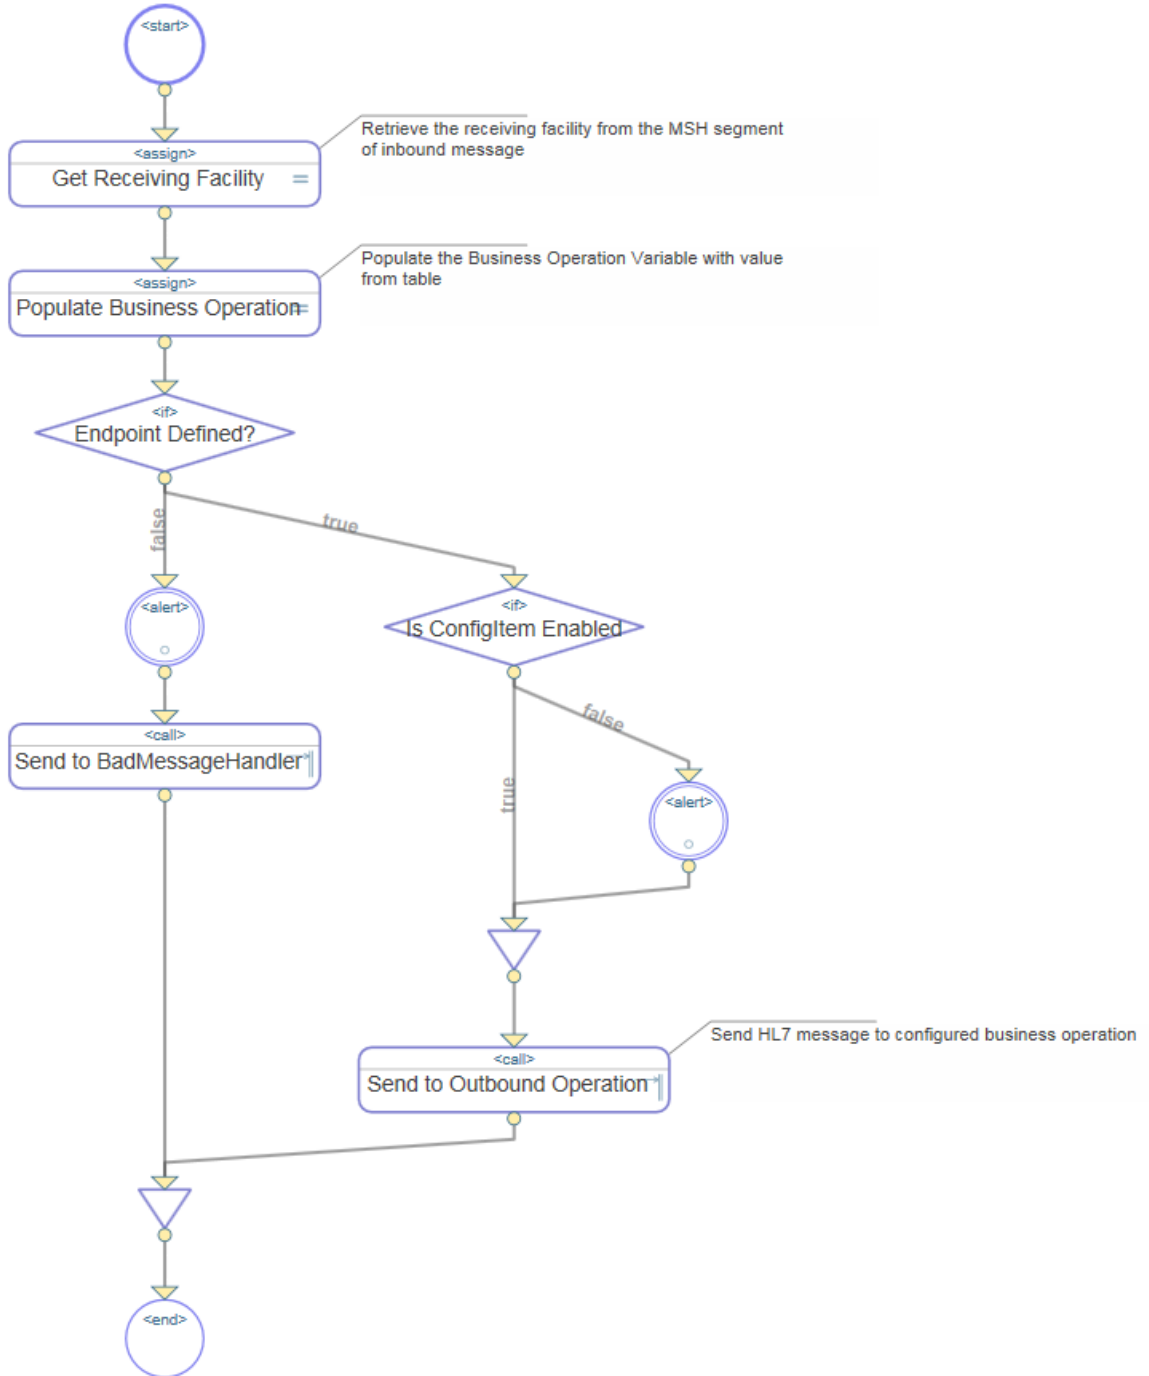 <start>
Retrieve the receiving facility from the MSH segment
of inbound message
<assign>
Get Receiving Facility
Populate the Business Operation Variable with value
from table
<assign>
Populate Business Operation
<if>
Endpoint Defined?
false
true
<alert>
<if>
Is ConfigItem Enabled
false
<call>
Send to BadMessageHandler
true
<alert>
Send HL7 message to configured business operation
<call>
Send to Outbound Operation
<end>